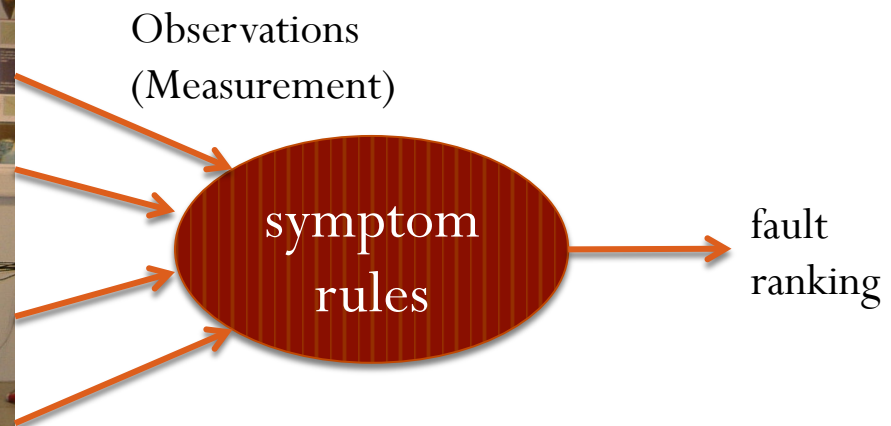 Observations
(Measurement)
symptom
rules
fault
ranking